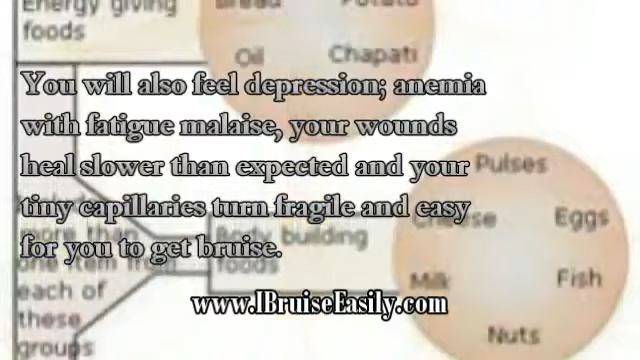 Energy giving
foods
Bread
Potato
Oil
Chapati
You will also feel depression; anemia
with fatigue malaise, your wounds
heal slower than expected and your
tiny capillaries turn fragile and easy
for you to get bruise.
Pulses
Cheese
Eggs
more than
one item from
each of
these
groups
Body building
foods
Milk
Fish
Nuts
www.IBruiseEasily.com